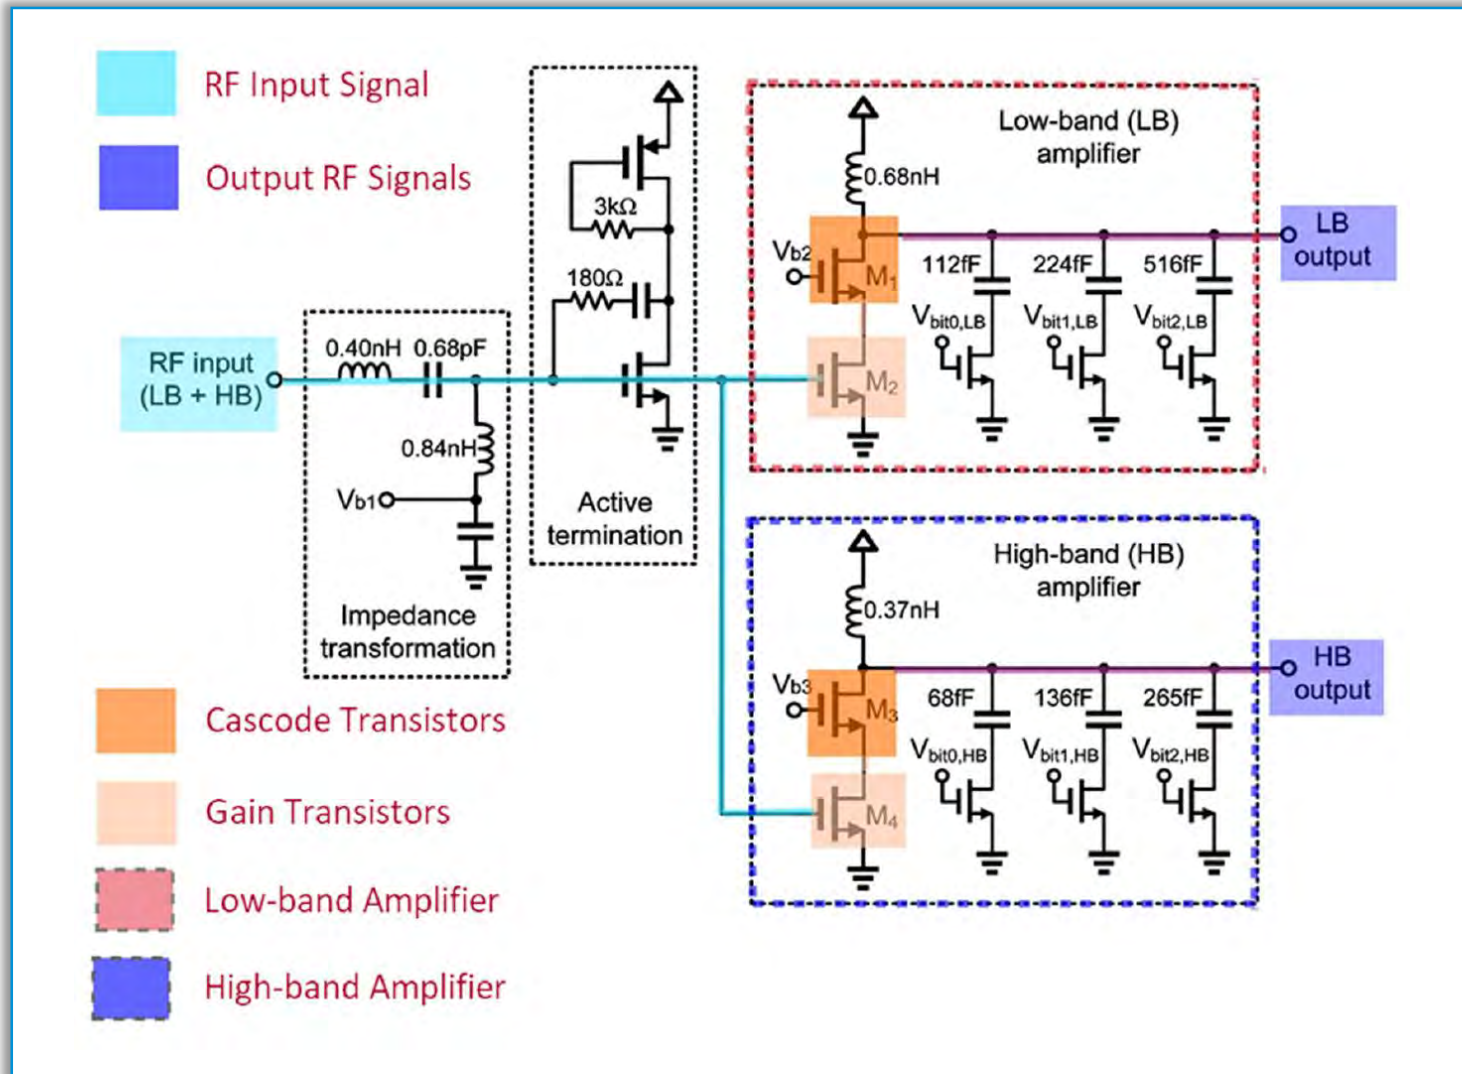 RF Input Signal
Output RF Signals
RF input
(LB + HB)
0.40nH
0.68pF
0.84nH
Vb1
Impedance
transformation
3kΩ
180Ω
Active
termination
Low-band (LB)
amplifier
0.68nH
Vb2
M1
M2
112fF
224fF
516fF
Vbit0,LB
Vbit1,LB
Vbit2,LB
LB
output
High-band (HB)
amplifier
0.37nH
Vb3
M3
M4
68fF
136fF
265fF
Vbit0,HB
Vbit1,HB
Vbit2,HB
HB
output
Cascode Transistors
Gain Transistors
Low-band Amplifier
High-band Amplifier